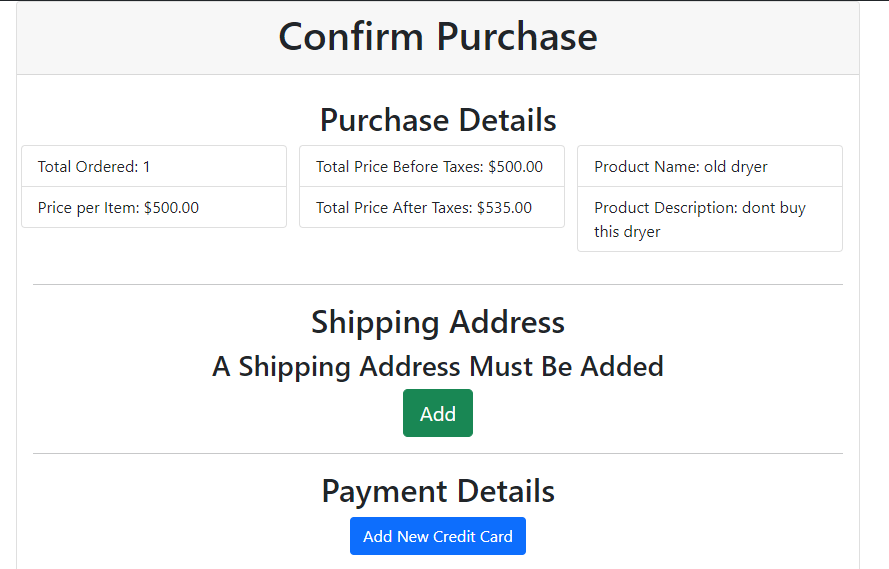 Confirm Purchase
Purchase Details
Total Ordered: 1
Price per Item: $500.00
Total Price Before Taxes: $500.00
Total Price After Taxes: $535.00
Product Name: old dryer
Product Description: dont buy
this dryer
Shipping Address
A Shipping Address Must Be Added
Add
Payment Details
Add New Credit Card